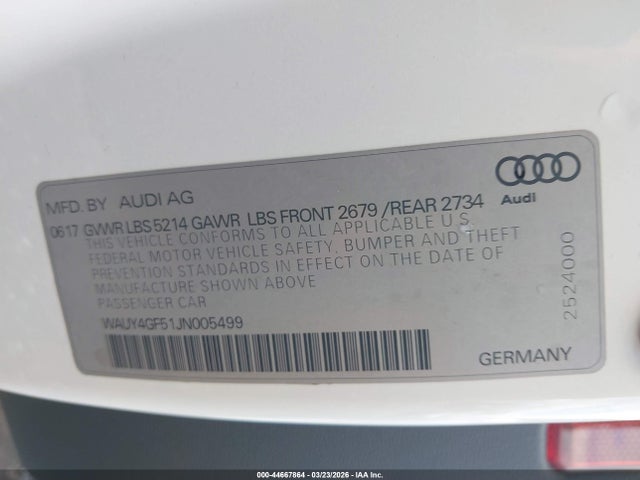 MFD. BY AUDI AG
Audi
0617 GVWR LBS 5214 GAWR LBS FRONT 2679 /REAR 2734
THIS VEHICLE CONFORMS TO ALL APPLICABLE U.S.
FEDERAL MOTOR VEHICLE SAFETY, BUMPER AND THEFT
PREVENTION STANDARDS IN EFFECT ON THE DATE OF
MANUFACTURE SHOWN ABOVE
PASSENGER CAR
WAUY4GF51JN005499
2524000
GERMANY
000-44667864 | 03/23/2026 | IAA Inc.